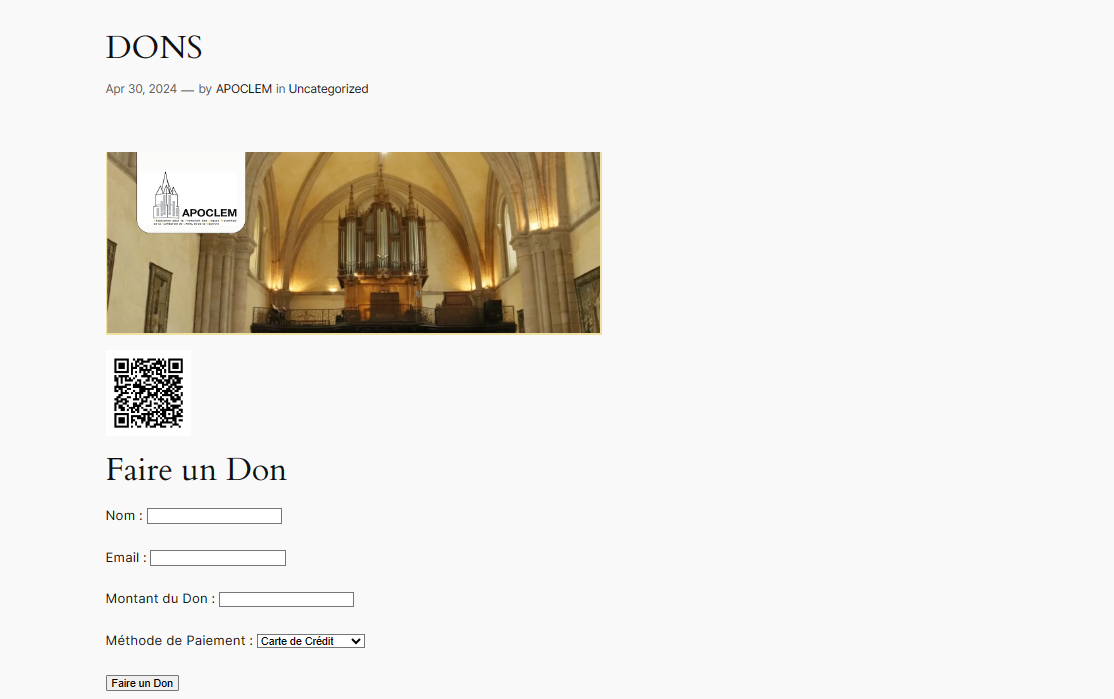 DONS
Apr 30, 2024 — by APOCLEM in Uncategorized
APOCLEM
Faire un Don
Nom :
Email :
Montant du Don :
Méthode de Paiement : Carte de Crédit
Faire un Don